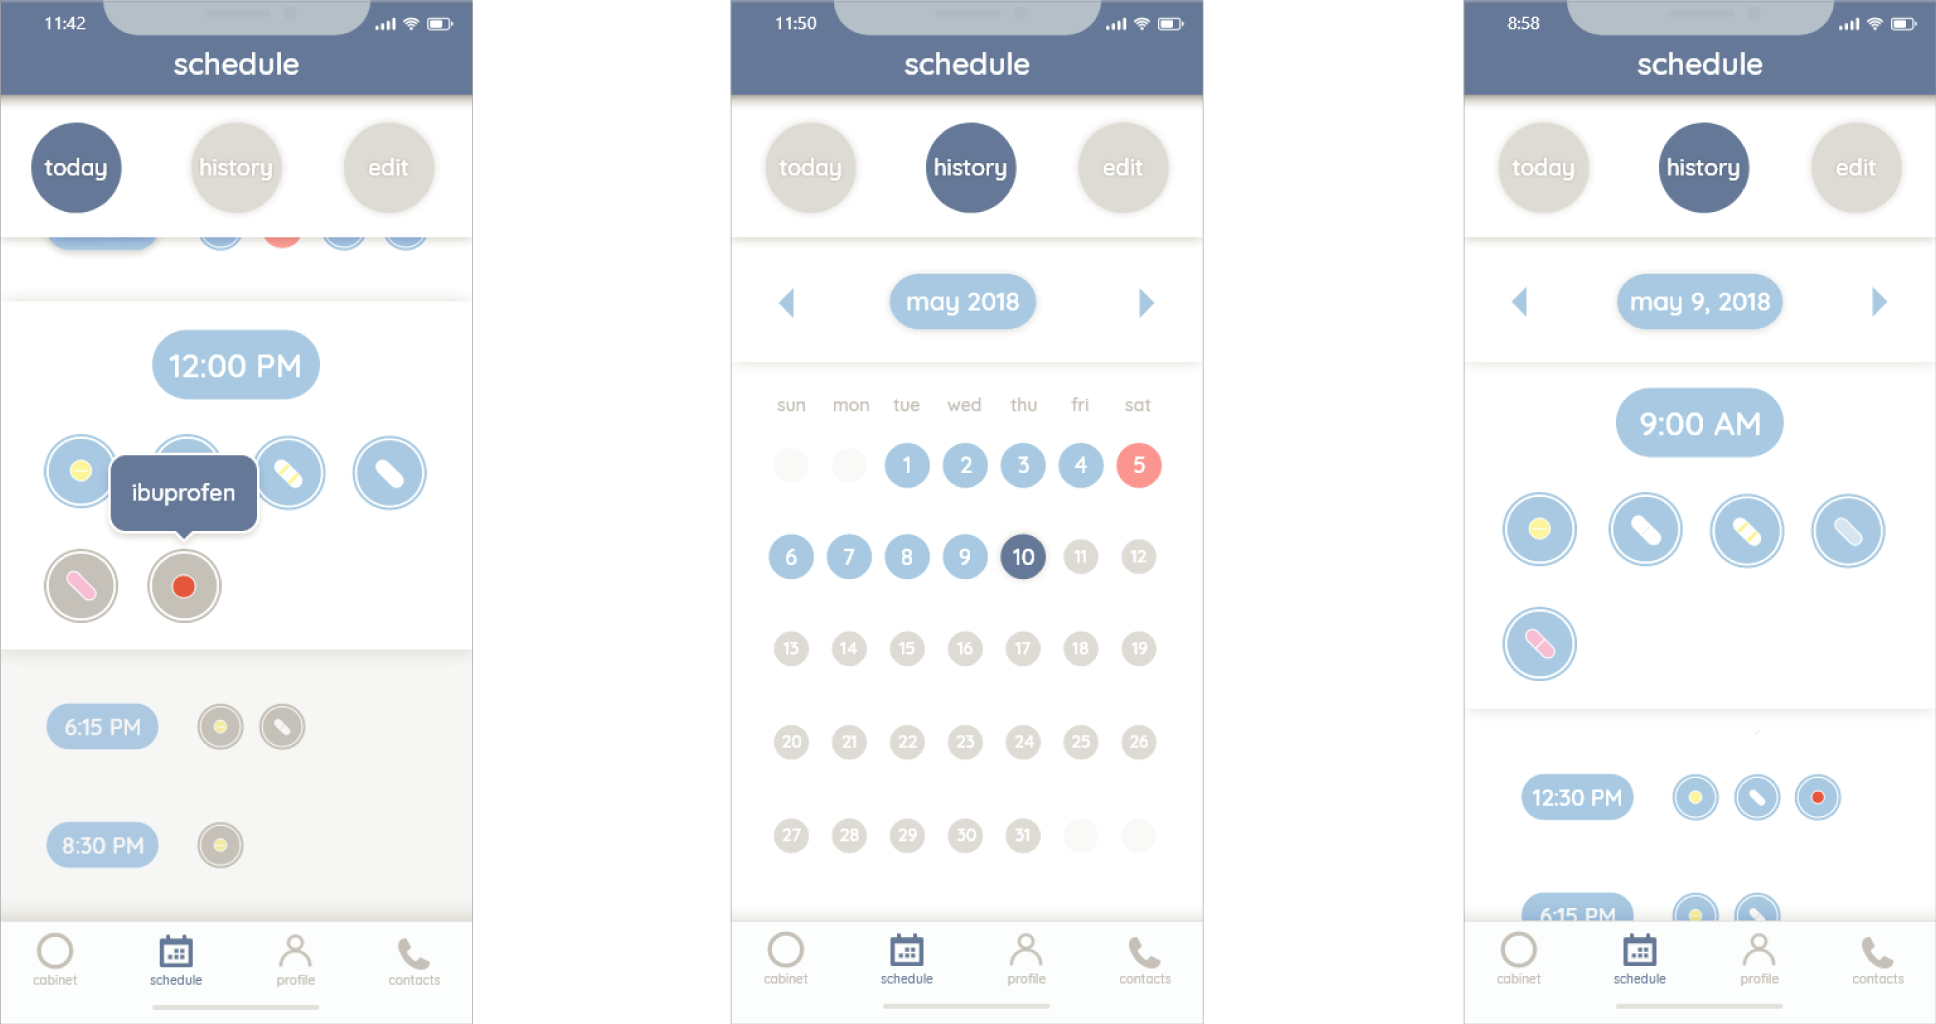 11:42
schedule
today history edit
12:00 PM
ibuprofen
6:15 PM
8:30 PM
cabinet schedule profile contacts
11:50
schedule
today history edit
may 2018
sun mon tue wed thu fri sat
1 2 3 4 5
6 7 8 9 10 11 12
13 14 15 16 17 18 19
20 21 22 23 24 25 26
27 28 29 30 31
cabinet schedule profile contacts
8:58
schedule
today history edit
may 9, 2018
9:00 AM
12:30 PM
6:15 PM
cabinet schedule profile contacts